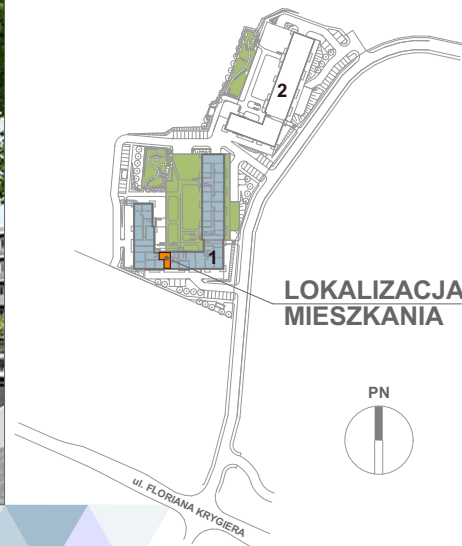 2
1
LOKALIZACJA
MIESZKANIA
PN
ul. FLORIANA KRYGIERA